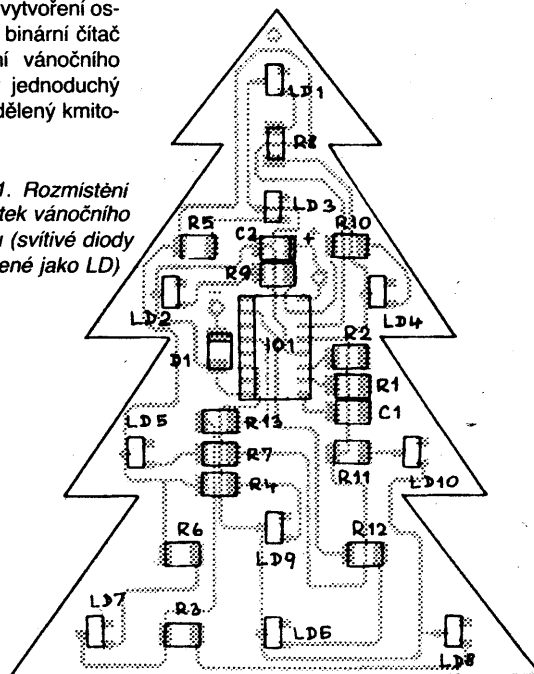 vytvoření os-
binární čítač
ní vánočního
jednoduchý
dělený kmito-
1. Rozmístění
tek vánočního
(svítivé diody
ené jako LD)
LD1
R8
LD3
R5
C2
+
R10
R9
LD2
LD4
D1
IO1
R2
R1
C1
LD5
R13
R7
R11
LD10
R4
R6
LD9
R12
LD7
R3
LD6
LD8